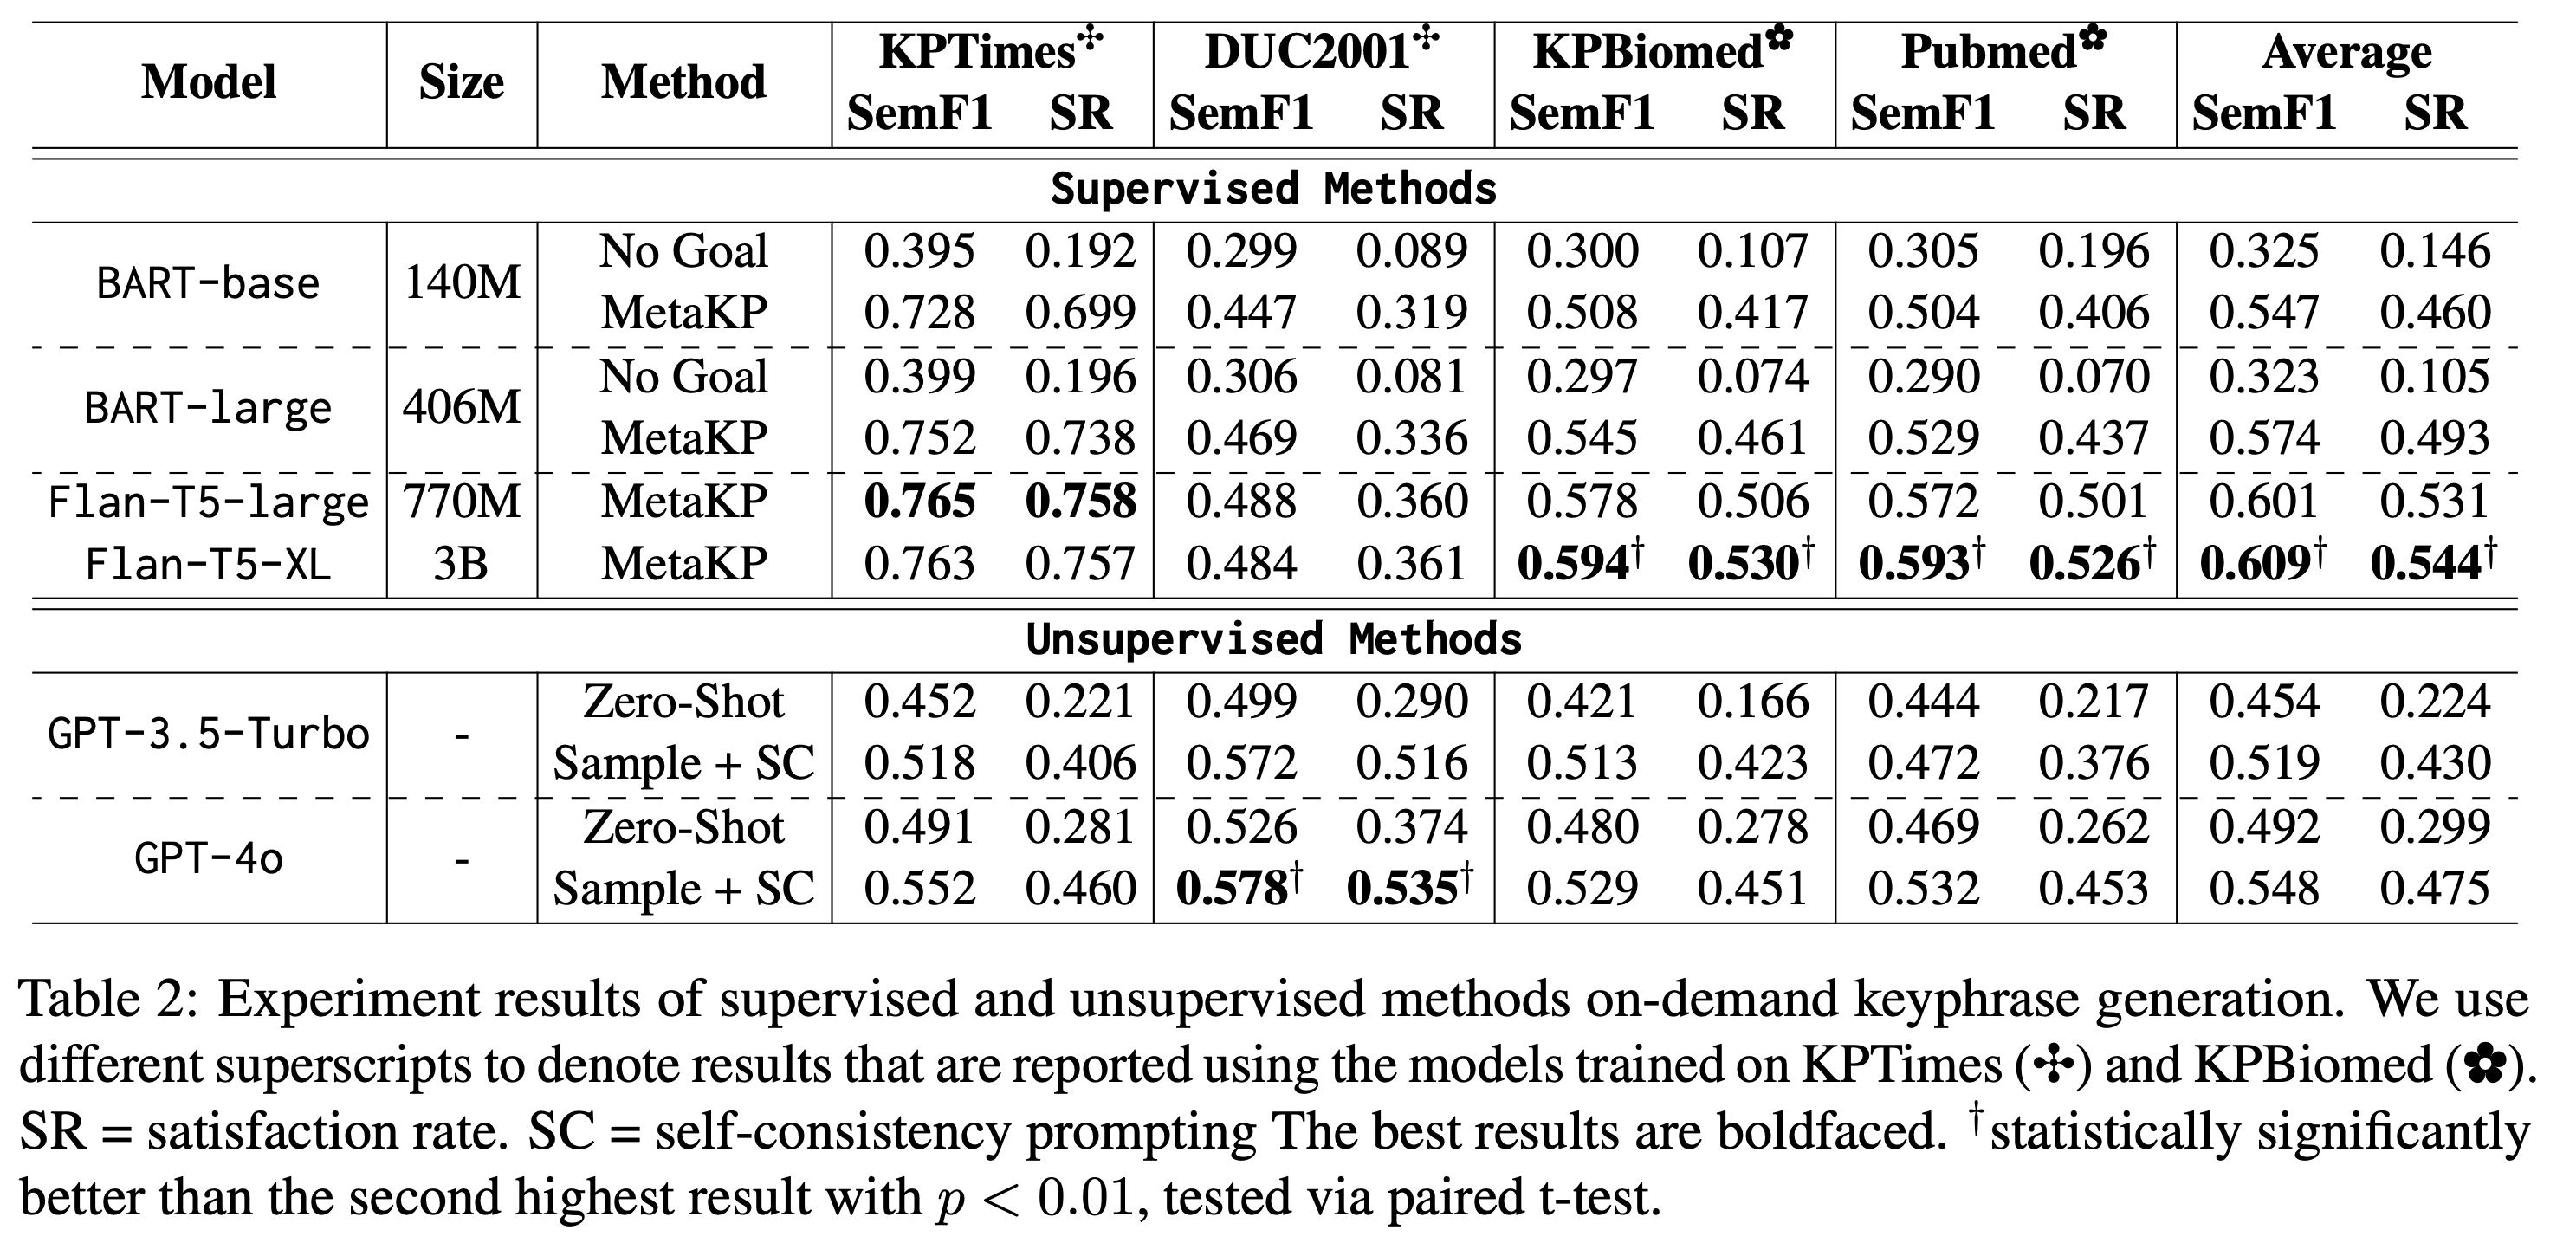 Model Size Method KPTimes✣ DUC2001✣ KPBiomed✿ Pubmed✿ Average
SemF1 SR SemF1 SR SemF1 SR SemF1 SR SemF1 SR
Supervised Methods
BART-base 140M No Goal 0.395 0.192 0.299 0.089 0.300 0.107 0.305 0.196 0.325 0.146
MetaKP 0.728 0.699 0.447 0.319 0.508 0.417 0.504 0.406 0.547 0.460
BART-large 406M No Goal 0.399 0.196 0.306 0.081 0.297 0.074 0.290 0.070 0.323 0.105
MetaKP 0.752 0.738 0.469 0.336 0.545 0.461 0.529 0.437 0.574 0.493
Flan-T5-large 770M MetaKP 0.765 0.758 0.488 0.360 0.578 0.506 0.572 0.501 0.601 0.531
Flan-T5-XL 3B MetaKP 0.763 0.757 0.484 0.361 0.594† 0.530† 0.593† 0.526† 0.609† 0.544†
Unsupervised Methods
GPT-3.5-Turbo - Zero-Shot 0.452 0.221 0.499 0.290 0.421 0.166 0.444 0.217 0.454 0.224
Sample + SC 0.518 0.406 0.572 0.516 0.513 0.423 0.472 0.376 0.519 0.430
GPT-4o - Zero-Shot 0.491 0.281 0.526 0.374 0.480 0.278 0.469 0.262 0.492 0.299
Sample + SC 0.552 0.460 0.578† 0.535† 0.529 0.451 0.532 0.453 0.548 0.475
Table 2: Experiment results of supervised and unsupervised methods on-demand keyphrase generation. We use
different superscripts to denote results that are reported using the models trained on KPTimes (✣) and KPBiomed (✿).
SR = satisfaction rate. SC = self-consistency prompting The best results are boldfaced. †statistically significantly
better than the second highest result with p < 0.01, tested via paired t-test.